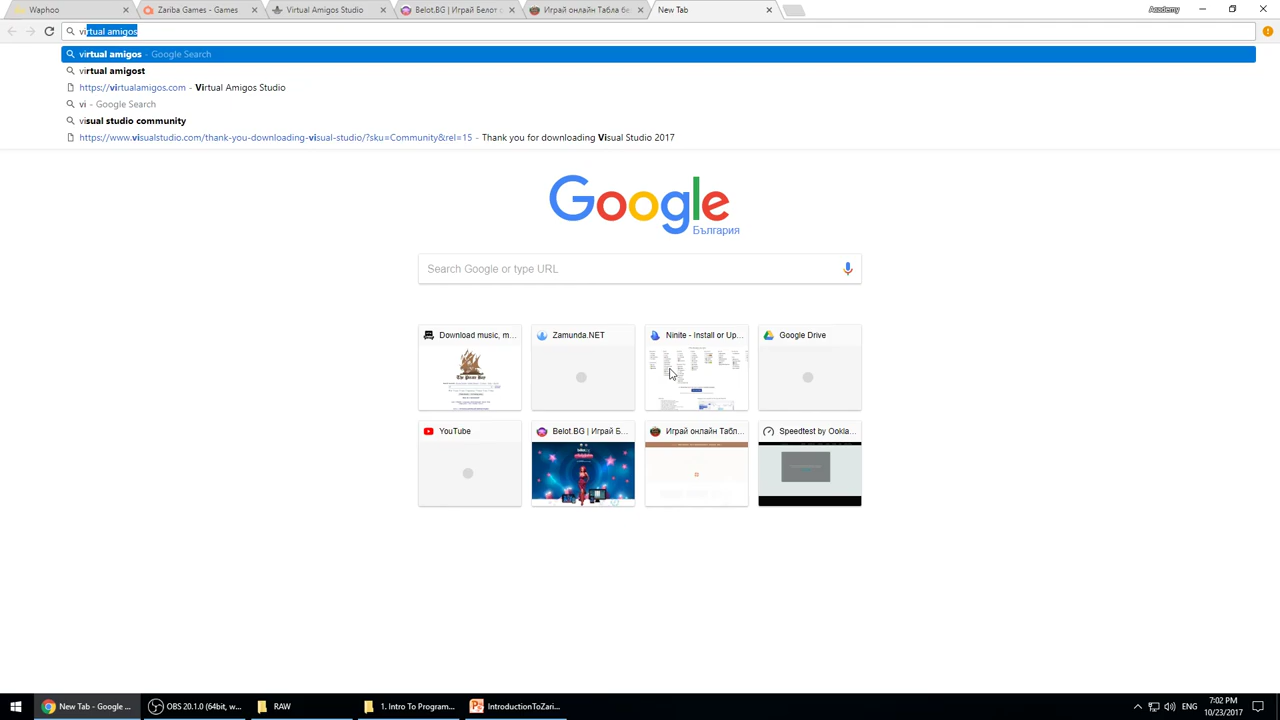 Waphoo
Zariba Games - Games
Virtual Amigos Studio
Belot.BG | Играй Белот с
Играй онлайн Табла бе
New Tab
Academy
virtual amigos
virtual amigos - Google Search
virtual amigost
https://virtualamigos.com - Virtual Amigos Studio
vi - Google Search
visual studio community
https://www.visualstudio.com/thank-you-downloading-visual-studio/?sku=Community&rel=15 - Thank you for downloading Visual Studio 2017
Google
България
Search Google or type URL
Download music, m...
Zamunda.NET
Ninite - Install or Up...
Google Drive
The Pirate Bay
YouTube
Belot.BG | Играй Б...
Играй онлайн Табл...
Speedtest by Ookla...
New Tab - Google ...
OBS 20.1.0 (64bit, w...
RAW
1. Intro To Program...
IntroductionToZari...
ENG
7:02 PM
10/23/2017